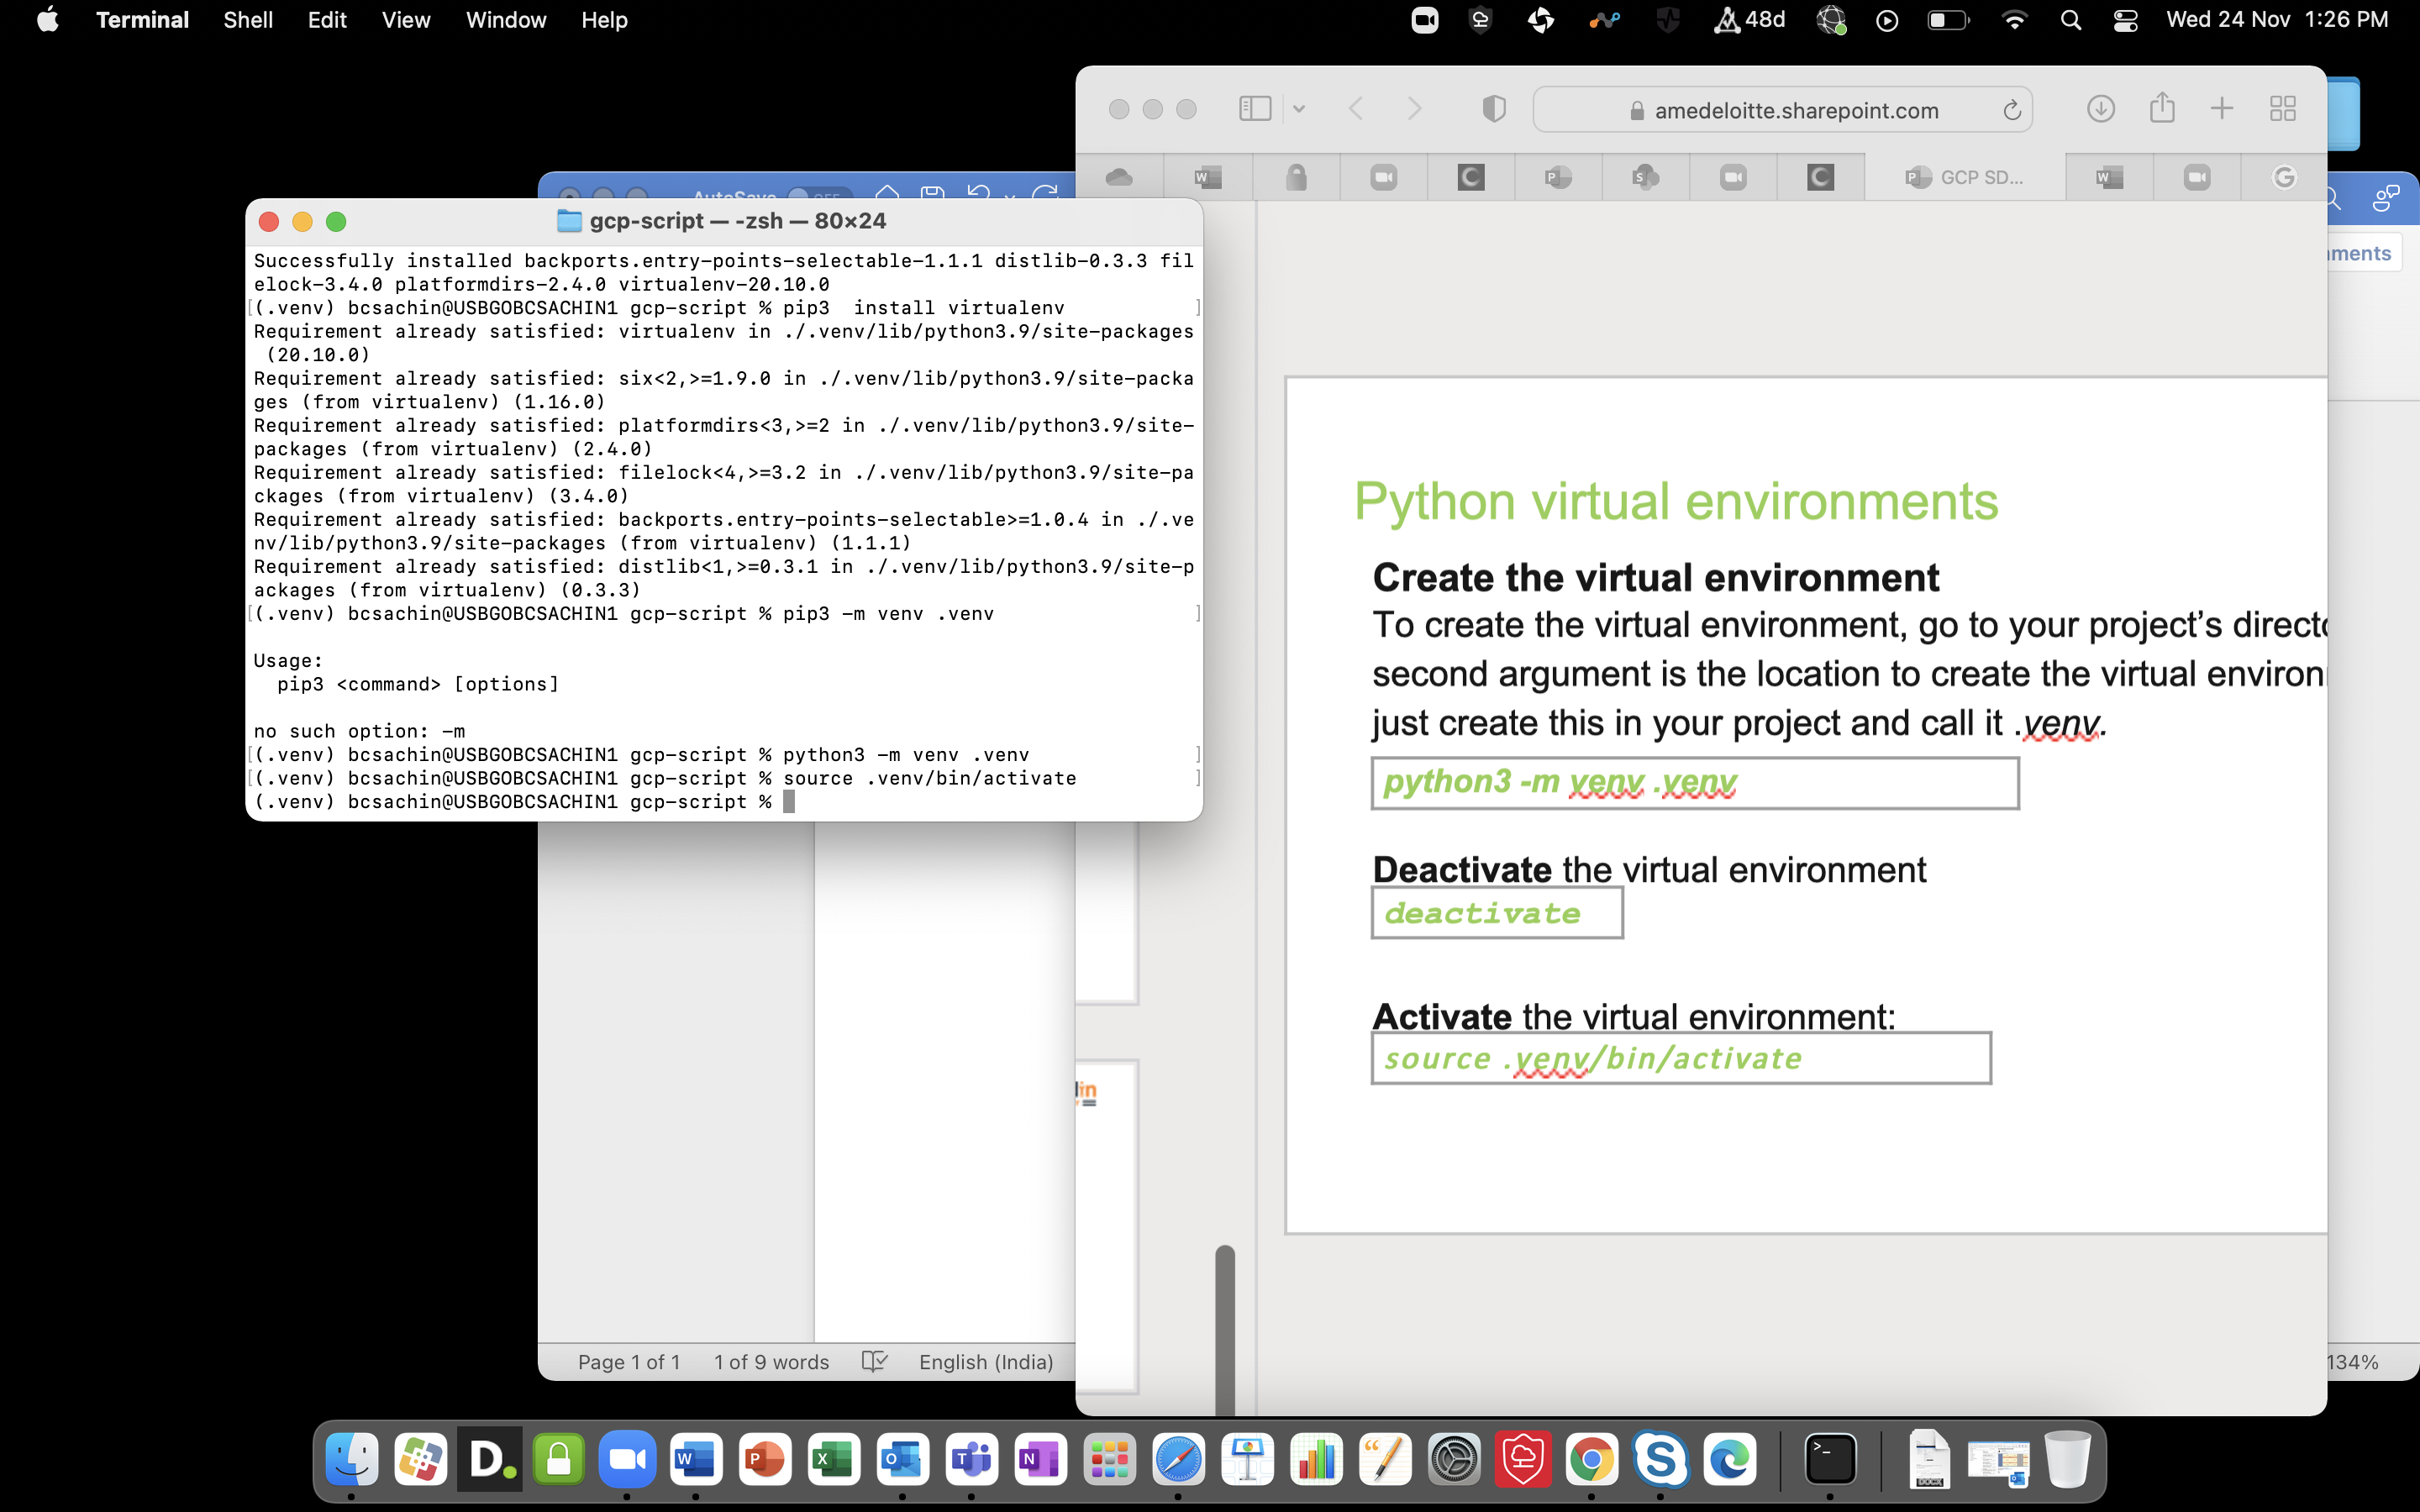 Terminal Shell Edit View Window Help
48d Wed 24 Nov 1:26 PM
amedeloitte.sharepoint.com
GCP SD...
gcp-script — -zsh — 80×24
Successfully installed backports.entry-points-selectable-1.1.1 distlib-0.3.3 fil
elock-3.4.0 platformdirs-2.4.0 virtualenv-20.10.0
[(.venv) bcsachin@USBGOBCSACHIN1 gcp-script % pip3  install virtualenv ]
Requirement already satisfied: virtualenv in ./.venv/lib/python3.9/site-packages
 (20.10.0)
Requirement already satisfied: six<2,>=1.9.0 in ./.venv/lib/python3.9/site-packa
ges (from virtualenv) (1.16.0)
Requirement already satisfied: platformdirs<3,>=2 in ./.venv/lib/python3.9/site-
packages (from virtualenv) (2.4.0)
Requirement already satisfied: filelock<4,>=3.2 in ./.venv/lib/python3.9/site-pa
ckages (from virtualenv) (3.4.0)
Requirement already satisfied: backports.entry-points-selectable>=1.0.4 in ./.ve
nv/lib/python3.9/site-packages (from virtualenv) (1.1.1)
Requirement already satisfied: distlib<1,>=0.3.1 in ./.venv/lib/python3.9/site-p
ackages (from virtualenv) (0.3.3)
[(.venv) bcsachin@USBGOBCSACHIN1 gcp-script % pip3 -m venv .venv ]
Usage:
  pip3 <command> [options]
no such option: -m
[(.venv) bcsachin@USBGOBCSACHIN1 gcp-script % python3 -m venv .venv ]
[(.venv) bcsachin@USBGOBCSACHIN1 gcp-script % source .venv/bin/activate ]
(.venv) bcsachin@USBGOBCSACHIN1 gcp-script %
Python virtual environments
Create the virtual environment
To create the virtual environment, go to your project's directo
second argument is the location to create the virtual environ
just create this in your project and call it .venv.
python3 -m venv .venv
Deactivate the virtual environment
deactivate
Activate the virtual environment:
source .venv/bin/activate
ments
in
Page 1 of 1 1 of 9 words English (India)
134%